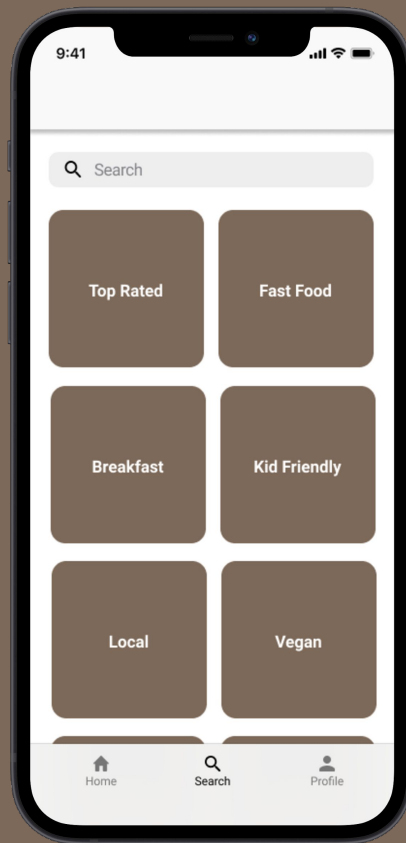 9:41
Search
Top Rated Fast Food
Breakfast Kid Friendly
Local Vegan
Home Search Profile